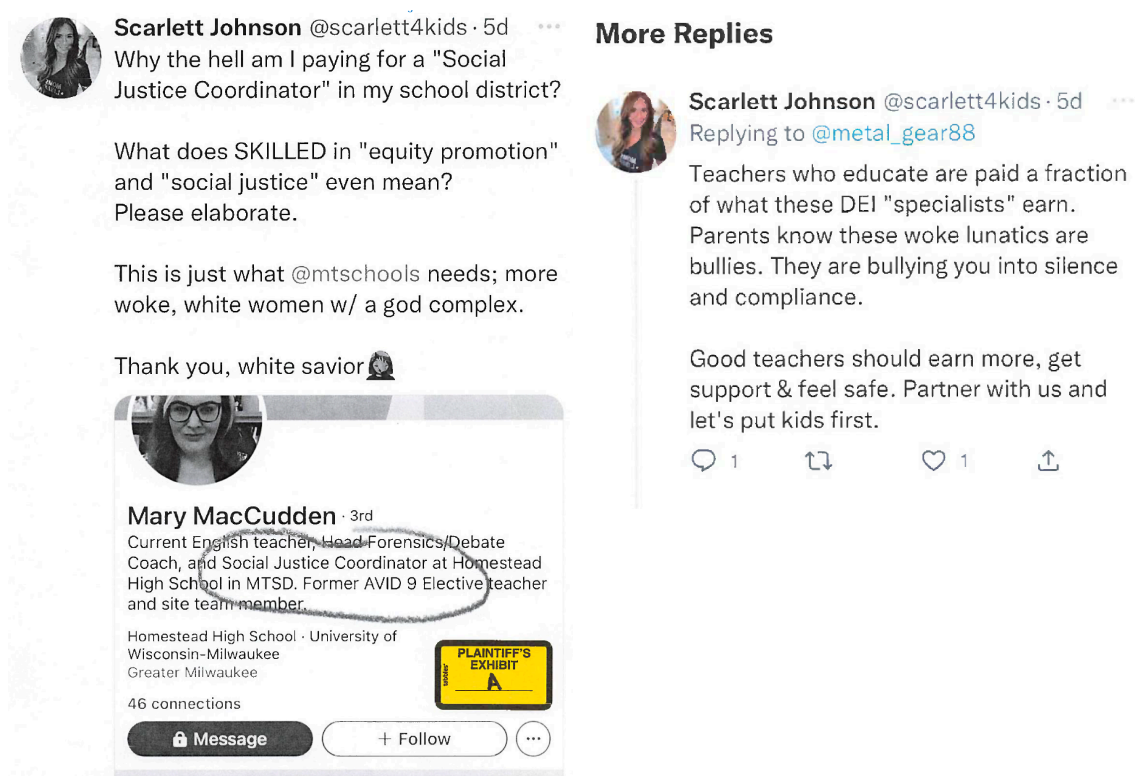 Scarlett Johnson @scarlett4kids · 5d
Why the hell am I paying for a "Social
Justice Coordinator" in my school district?
What does SKILLED in "equity promotion"
and "social justice" even mean?
Please elaborate.
This is just what @mtschools needs; more
woke, white women w/ a god complex.
Thank you, white savior
Mary MacCudden · 3rd
Current English teacher, Head Forensics/Debate
Coach, and Social Justice Coordinator at Homestead
High School in MTSD. Former AVID 9 Elective teacher
and site team member.
Homestead High School · University of
Wisconsin-Milwaukee
Greater Milwaukee
46 connections
PLAINTIFF'S
EXHIBIT
A
tabbies'
Message
+ Follow
More Replies
Scarlett Johnson @scarlett4kids · 5d
Replying to @metal_gear88
Teachers who educate are paid a fraction
of what these DEI "specialists" earn.
Parents know these woke lunatics are
bullies. They are bullying you into silence
and compliance.
Good teachers should earn more, get
support & feel safe. Partner with us and
let's put kids first.
1
1